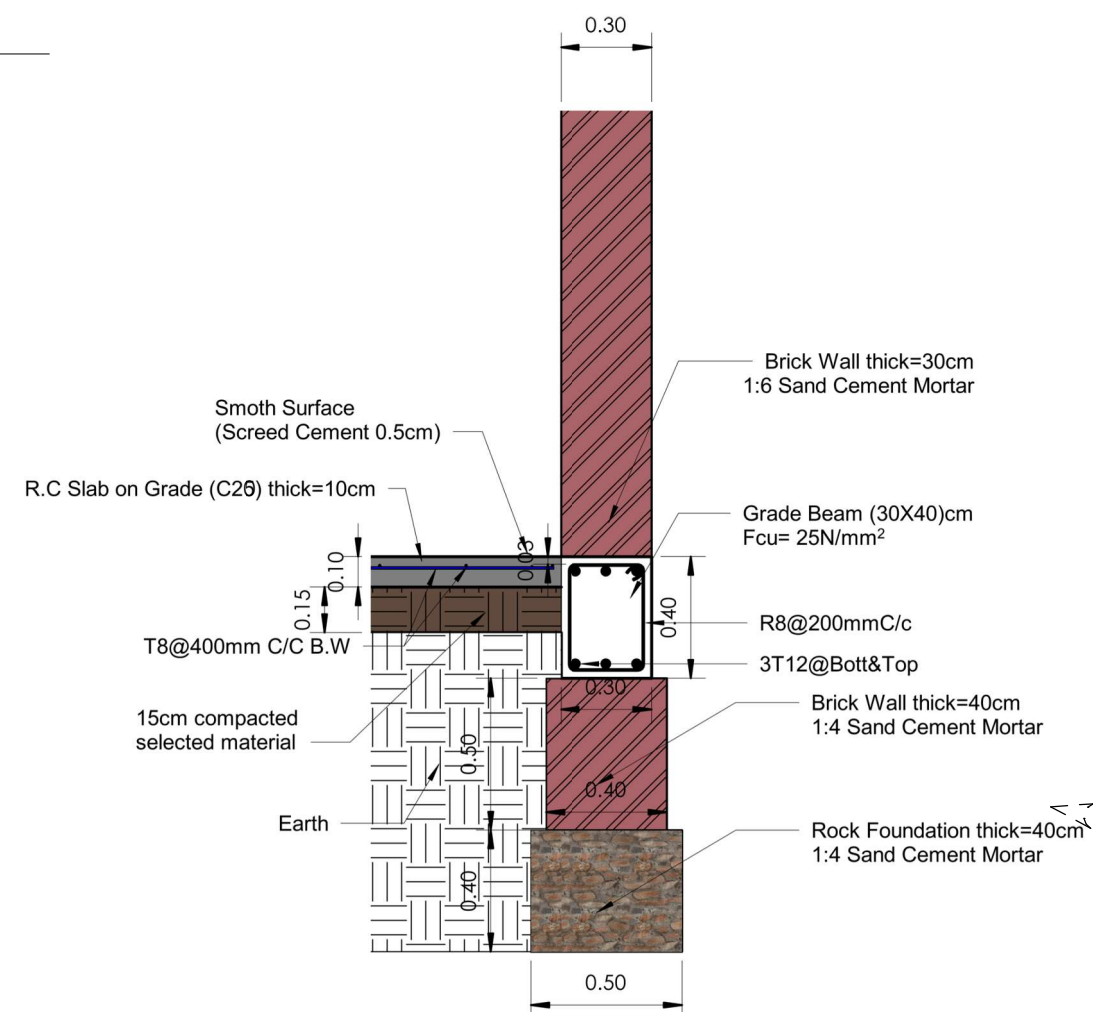 0.30
Brick Wall thick=30cm
1:6 Sand Cement Mortar
Smoth Surface
(Screed Cement 0.5cm)
R.C Slab on Grade thick=10cm
Grade Beam (30X40)cm
Fcu= 25N/mm²
0.03
0.10
0.15
0.40
R8@200mmC/c
T8@400mm C/C B.W
3T12@Bott&Top
0.30
Brick Wall thick=40cm
1:4 Sand Cement Mortar
15cm compacted
selected material
0.50
0.40
Earth
Rock Foundation thick=40cm
1:4 Sand Cement Mortar
0.40
0.50